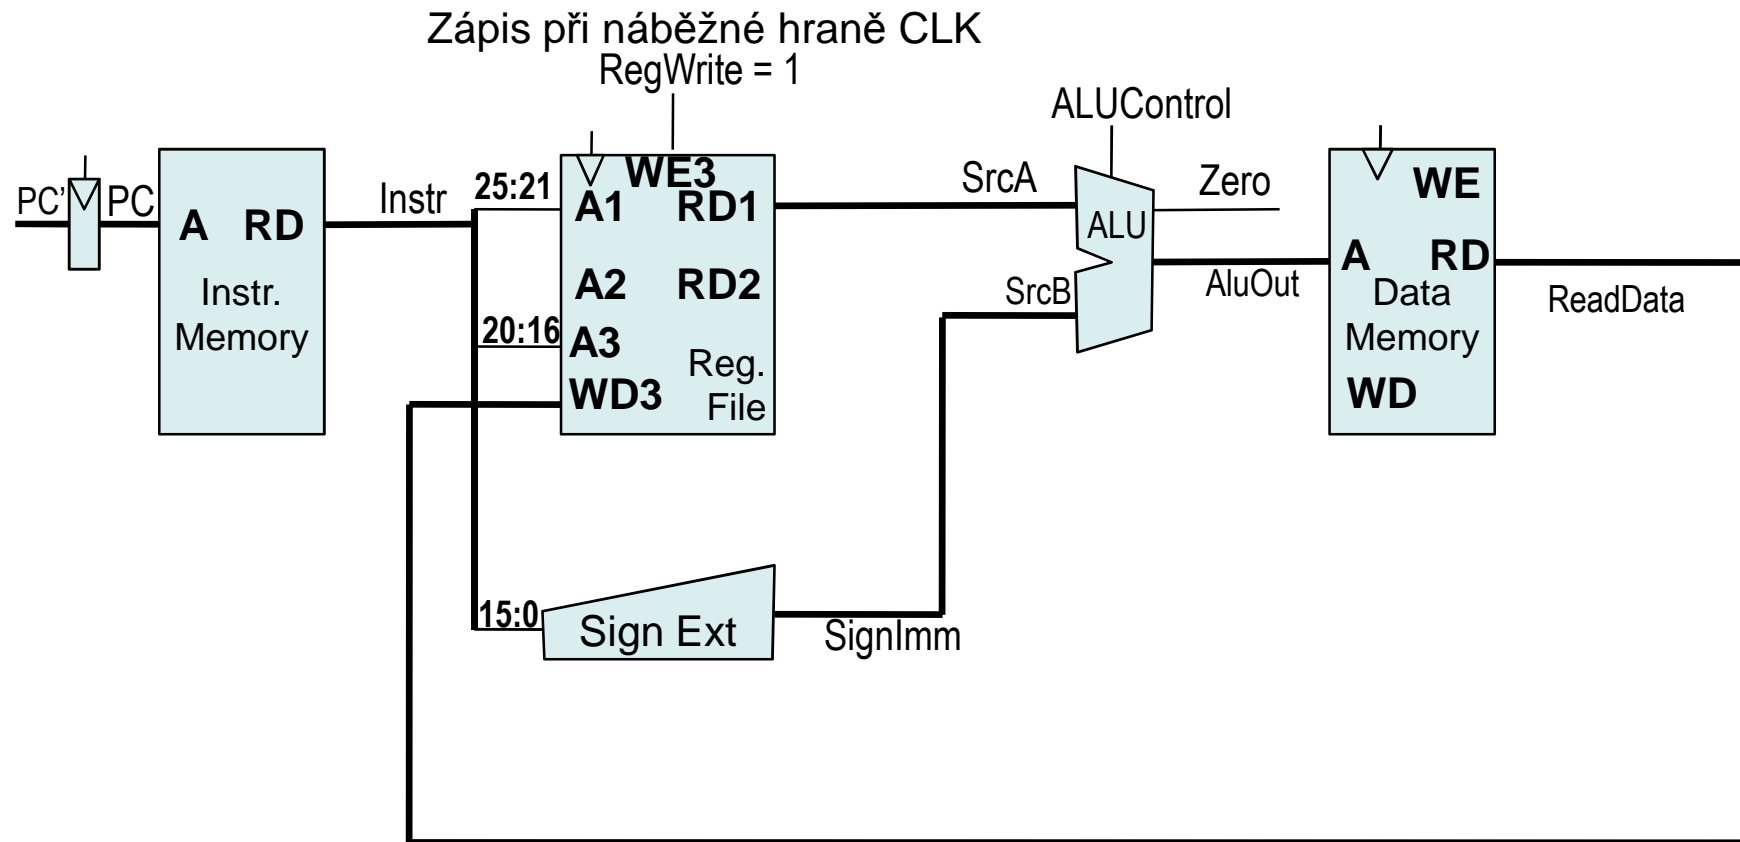 Zápis při náběžné hraně CLK
RegWrite = 1
ALUControl
PC’
PC
A RD
Instr.
Memory
Instr
25:21
20:16
15:0
WE3
A1 RD1
A2 RD2
A3
WD3
Reg.
File
Sign Ext
SignImm
SrcA
SrcB
ALU
Zero
AluOut
WE
A RD
Data
Memory
WD
ReadData